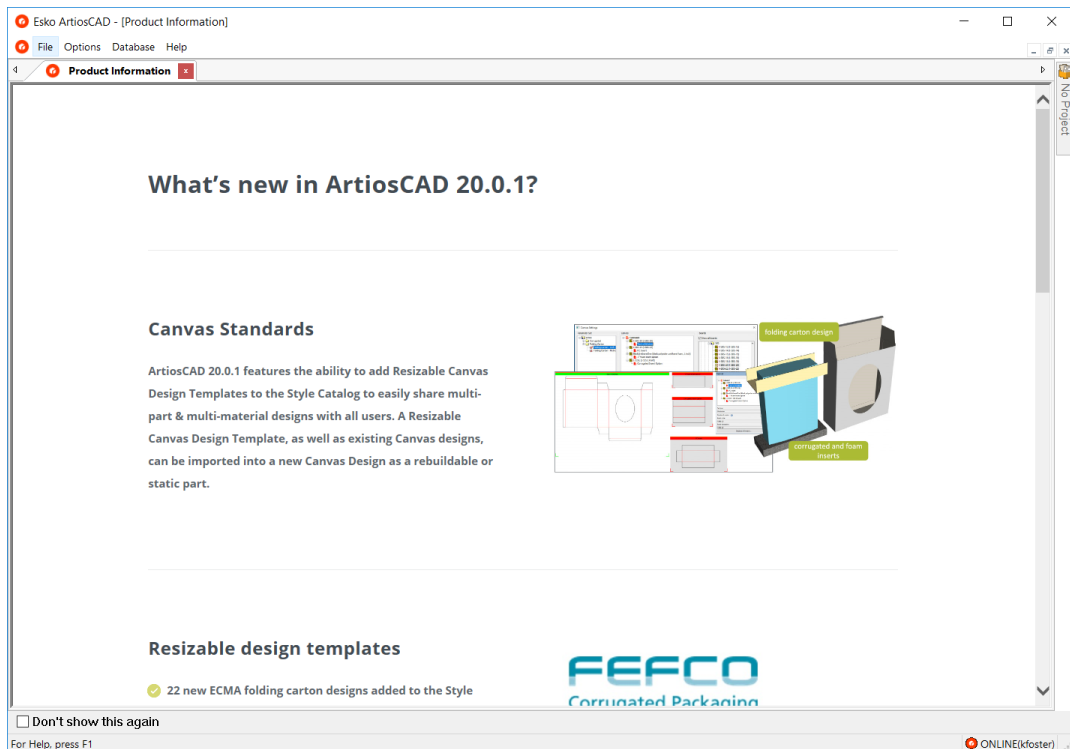 Esko ArtiosCAD - [Product Information]
File Options Database Help
Product Information x
No Project
What's new in ArtiosCAD 20.0.1?
Canvas Standards
ArtiosCAD 20.0.1 features the ability to add Resizable Canvas
Design Templates to the Style Catalog to easily share multi-
part & multi-material designs with all users. A Resizable
Canvas Design Template, as well as existing Canvas designs,
can be imported into a new Canvas Design as a rebuildable or
static part.
folding carton design
corrugated and foam
inserts
Resizable design templates
22 new ECMA folding carton designs added to the Style
FEFCO
Corrugated Packaging
Don't show this again
For Help, press F1
ONLINE(kfoster)